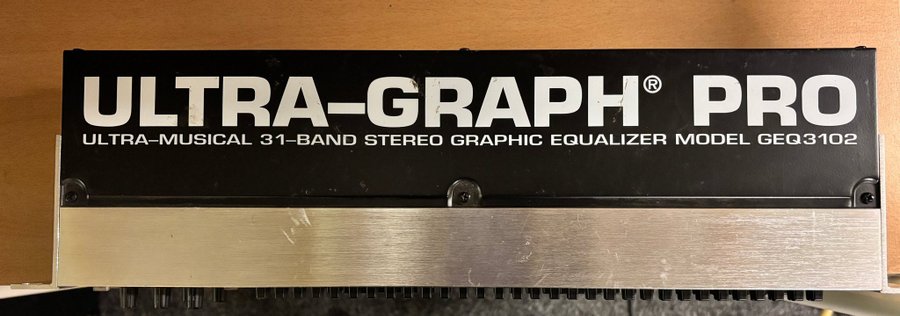 ULTRA–GRAPH® PRO
ULTRA–MUSICAL 31–BAND STEREO GRAPHIC EQUALIZER MODEL GEQ3102